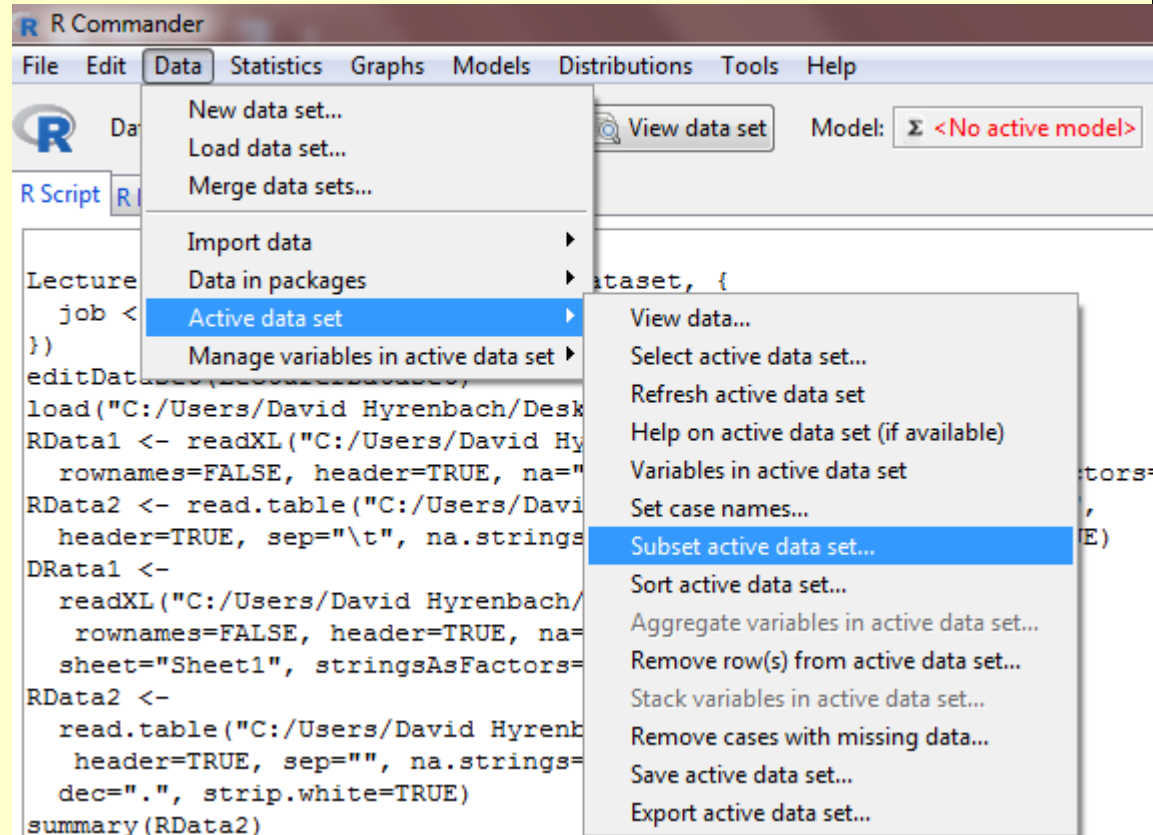 R Commander
File Edit Data Statistics Graphs Models Distributions Tools Help
New data set...
Load data set...
Merge data sets...
Import data
Data in packages
Active data set
Manage variables in active data set
View data set Model: Σ <No active model>
R Script
View data...
Select active data set...
Refresh active data set
Help on active data set (if available)
Variables in active data set
Set case names...
Subset active data set...
Sort active data set...
Aggregate variables in active data set...
Remove row(s) from active data set...
Stack variables in active data set...
Remove cases with missing data...
Save active data set...
Export active data set...
Lecture ataset, {
job <
})
load("C:/Users/David Hyrenbach/Desk
RData1 <- readXL("C:/Users/David Hy
rownames=FALSE, header=TRUE, na=" tors=
RData2 <- read.table("C:/Users/Davi ,
header=TRUE, sep="\t", na.strings E)
DRata1 <-
readXL("C:/Users/David Hyrenbach/
rownames=FALSE, header=TRUE, na=
sheet="Sheet1", stringsAsFactors=
RData2 <-
read.table("C:/Users/David Hyrenb
header=TRUE, sep="", na.strings=
dec=".", strip.white=TRUE)
summary(RData2)